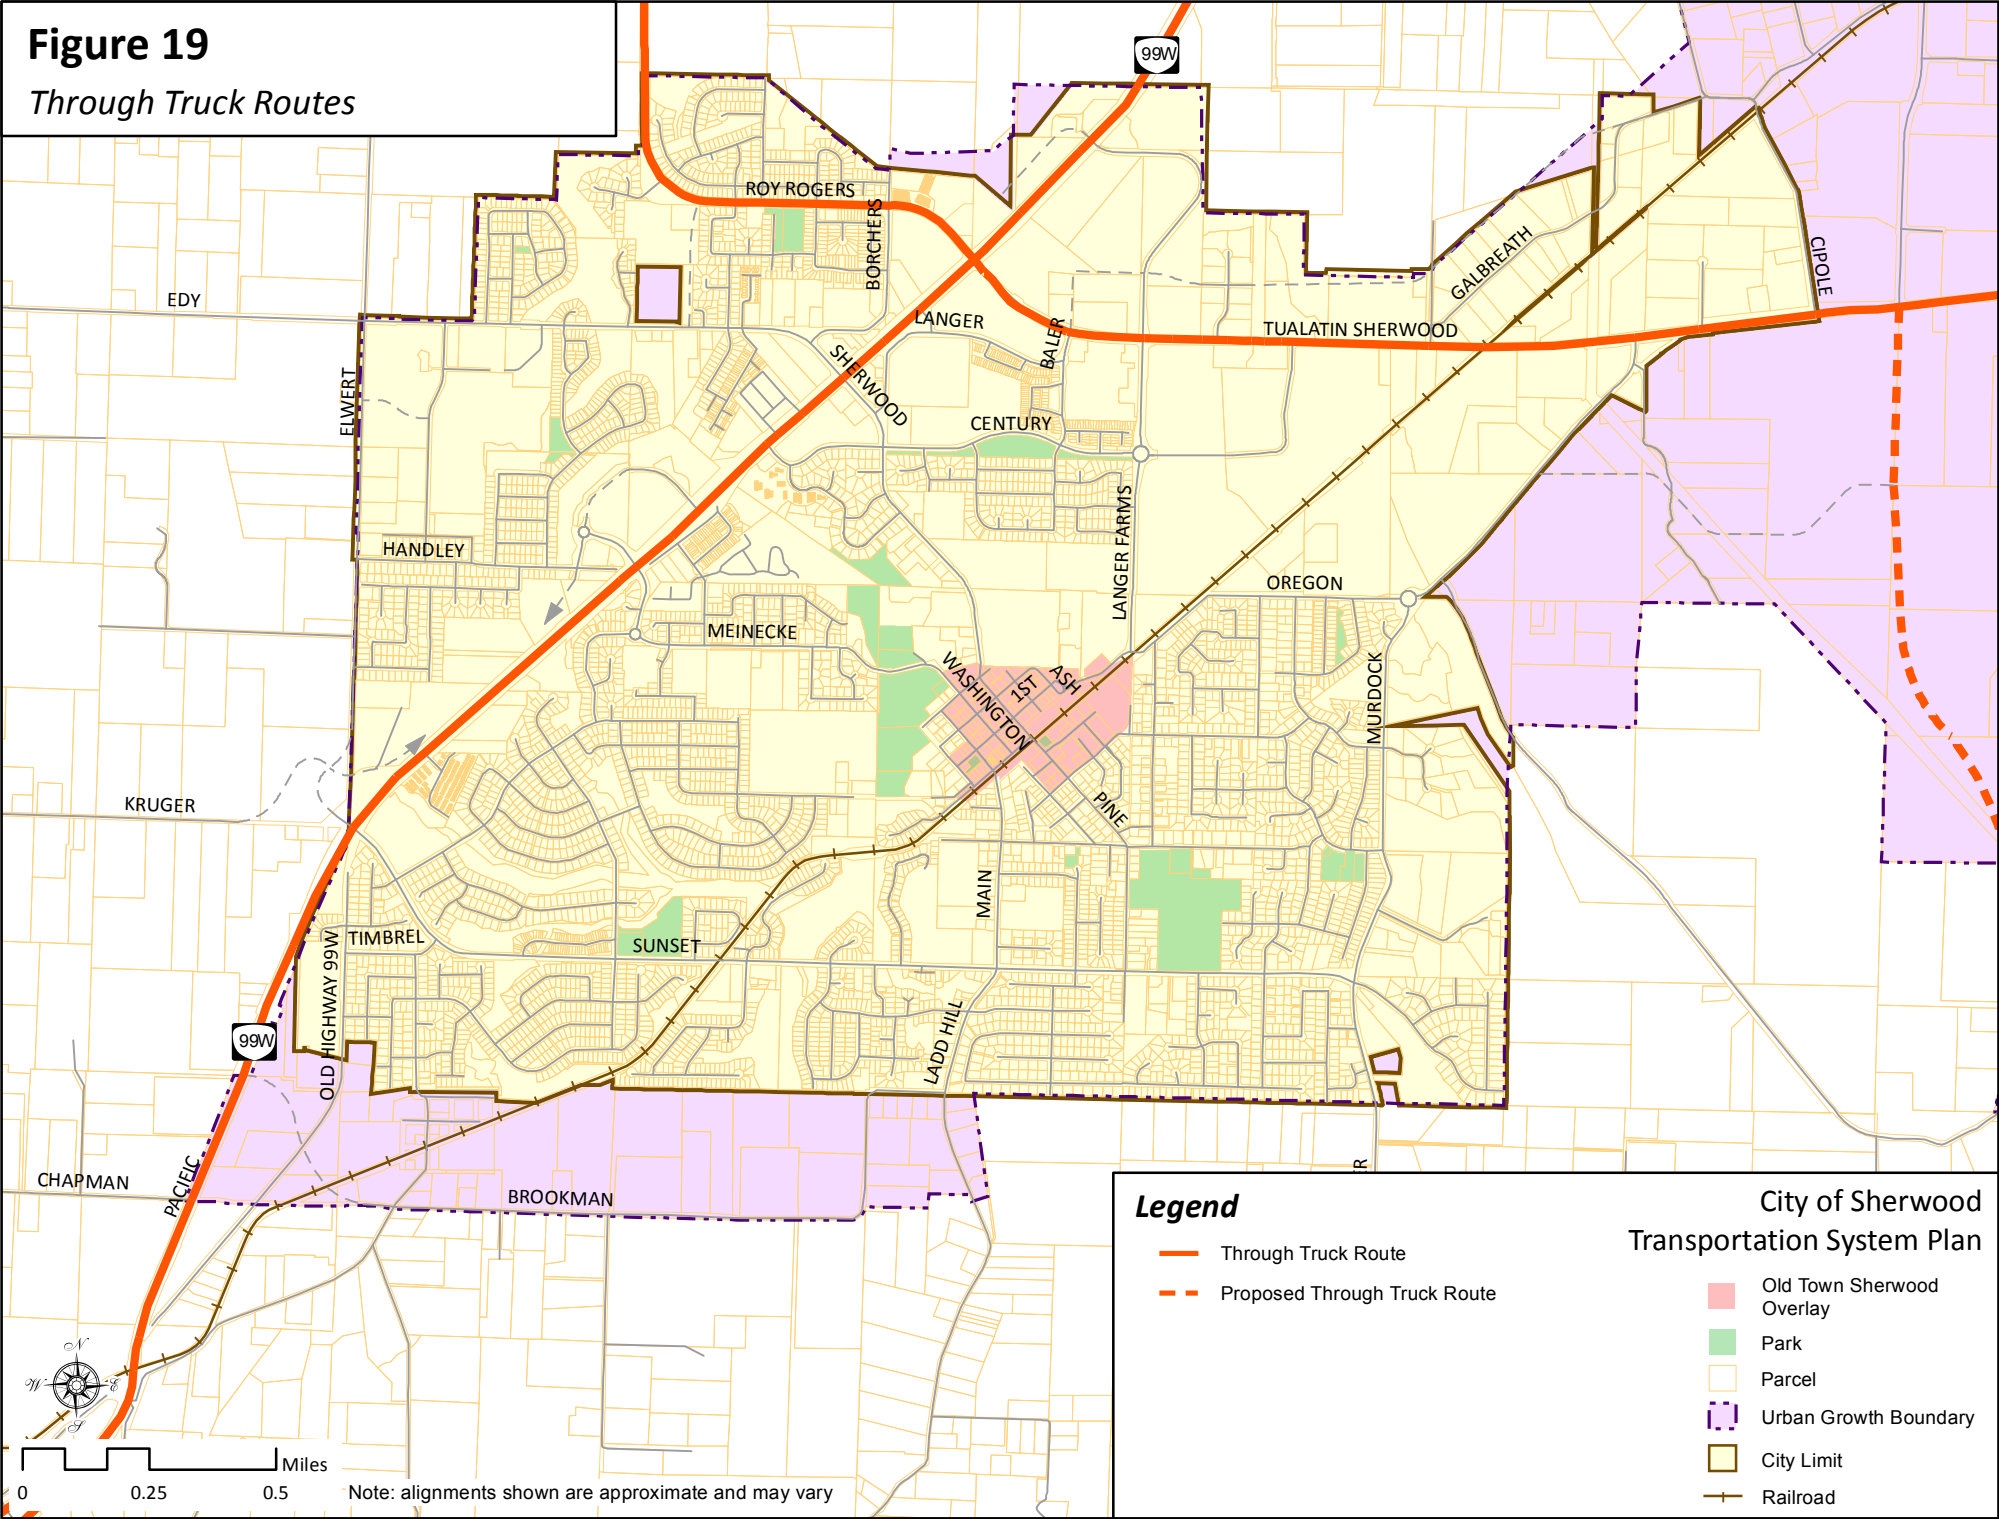 Figure 19
Through Truck Routes
99W
ROY ROGERS
BORCHERS
GALBREATH
CIPOLE
EDY
LANGER
BALER
TUALATIN SHERWOOD
SHERWOOD
ELWERT
CENTURY
HANDLEY
LANGER FARMS
OREGON
MEINECKE
WASHINGTON
1ST
ASH
MURDOCK
KRUGER
PINE
MAIN
TIMBREL
SUNSET
OLD HIGHWAY 99W
99W
LADD HILL
CHAPMAN
PACIFIC
BROOKMAN
ER
Legend
Through Truck Route
Proposed Through Truck Route
City of Sherwood
Transportation System Plan
Old Town Sherwood
Overlay
Park
Parcel
Urban Growth Boundary
City Limit
Railroad
N
W E
S
Miles
0 0.25 0.5
Note: alignments shown are approximate and may vary